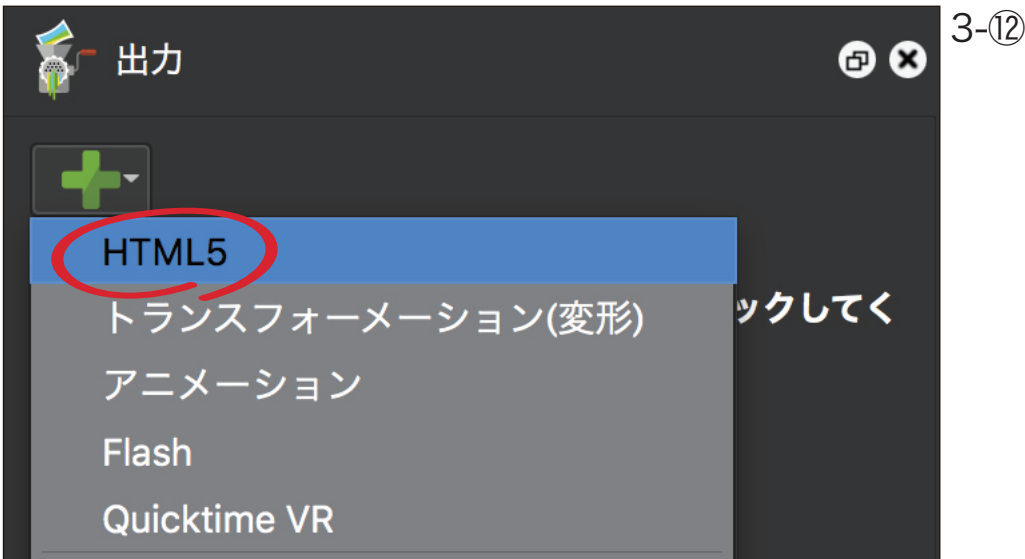 出力
3-⑫
HTML5
トランスフォーメーション(変形)
ックしてく
アニメーション
Flash
Quicktime VR